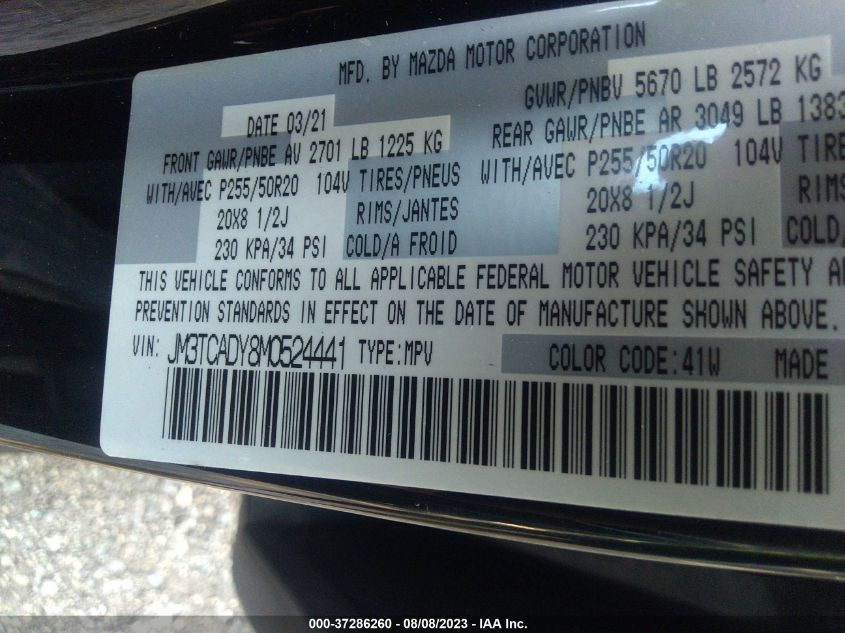 MFD. BY MAZDA MOTOR CORPORATION
DATE 03/21 GVWR/PNBV 5670 LB 2572 KG
FRONT GAWR/PNBE AV 2701 LB 1225 KG REAR GAWR/PNBE AR 3049 LB 1383
WITH/AVEC P255/50R20 104V TIRES/PNEUS WITH/AVEC P255/50R20 104V TIRE
20X8 1/2J RIMS/JANTES 20X8 1/2J RIMS
230 KPA/34 PSI COLD/A FROID 230 KPA/34 PSI COLD/
THIS VEHICLE CONFORMS TO ALL APPLICABLE FEDERAL MOTOR VEHICLE SAFETY A
PREVENTION STANDARDS IN EFFECT ON THE DATE OF MANUFACTURE SHOWN ABOVE.
VIN: JM3TCADY8M0524441 TYPE:MPV COLOR CODE:41W MADE
000-37286260 - 08/08/2023 - IAA Inc.